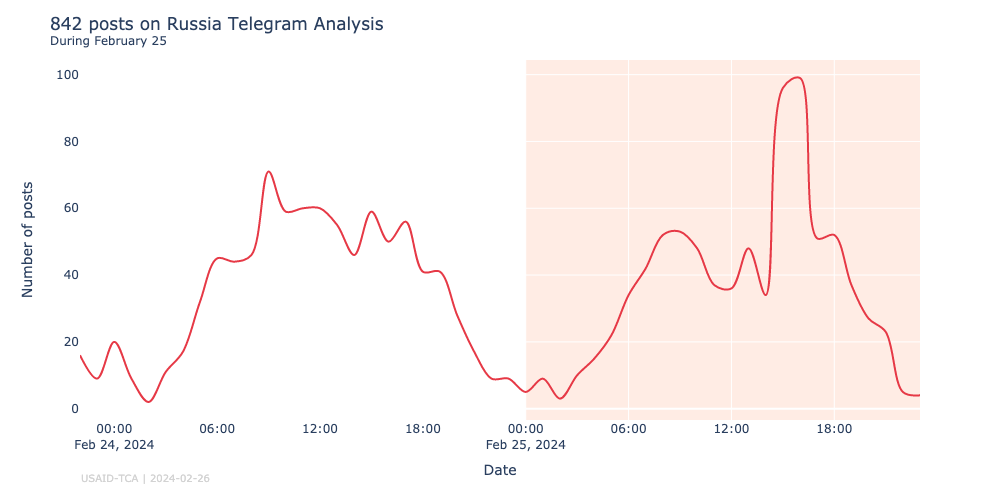 842 posts on Russia Telegram Analysis
During February 25
100
80
60
40
20
0
Number of posts
00:00 06:00 12:00 18:00 00:00 06:00 12:00 18:00
Feb 24, 2024 Feb 25, 2024
Date
USAID-TCA | 2024-02-26